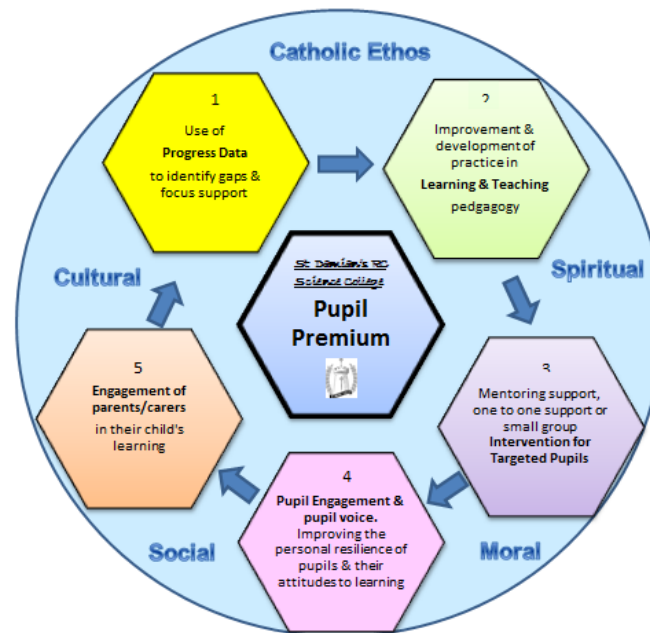 Catholic Ethos
1
Use of
Progress Data
to identify gaps &
focus support
2
Improvement &
development of
practice in
Learning & Teaching
pedgagogy
Spiritual
3
Mentoring support,
one to one support or
small group
Intervention for
Targeted Pupils
Moral
4
Pupil Engagement &
pupil voice.
Improving the
personal resilience of
pupils & their
attitudes to learning
Social
5
Engagement of
parents/carers
in their child's
learning
Cultural
St Damian's RC
Science College
Pupil
Premium